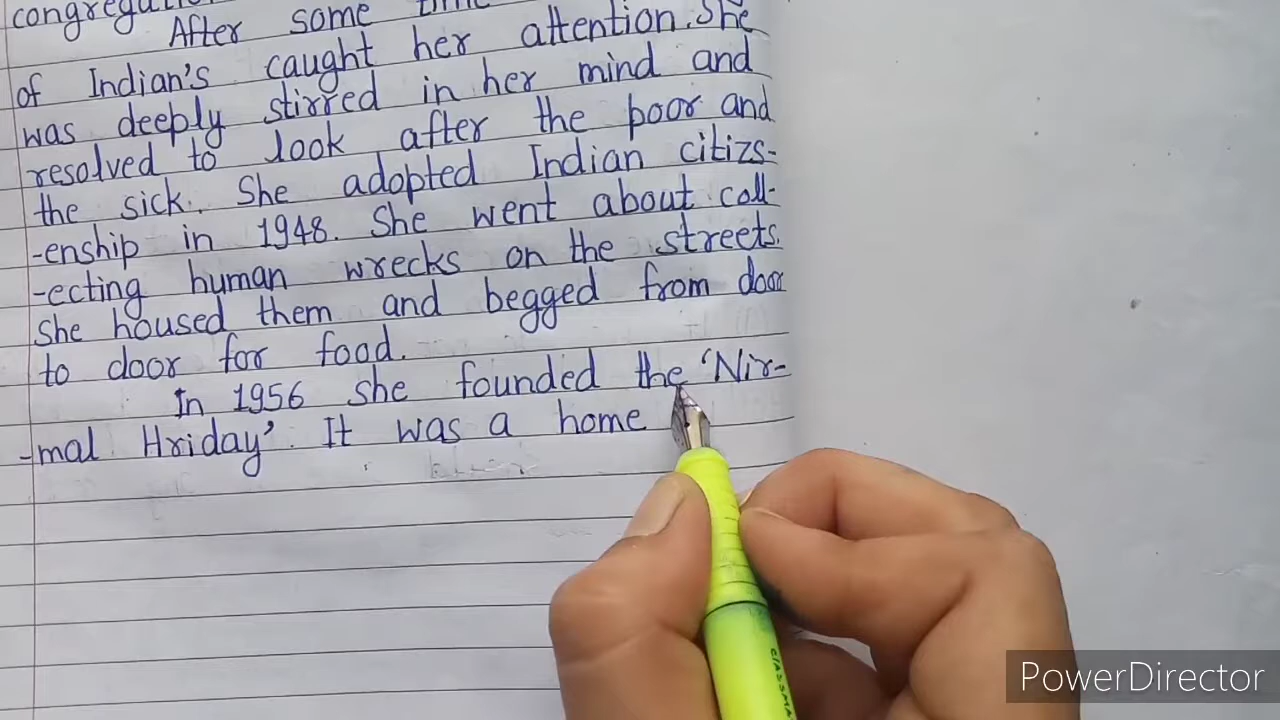 congregation
After some time
of Indian's caught her attention. She
was deeply stirred in her mind and
resolved to look after the poor and
the sick. She adopted Indian citizs-
-enship in 1948. She went about coll-
-ecting human wrecks on the streets.
She housed them and begged from door
to door for food.
In 1956 she founded the 'Nir-
-mal Hriday'. It was a home
CLASSMA
PowerDirector